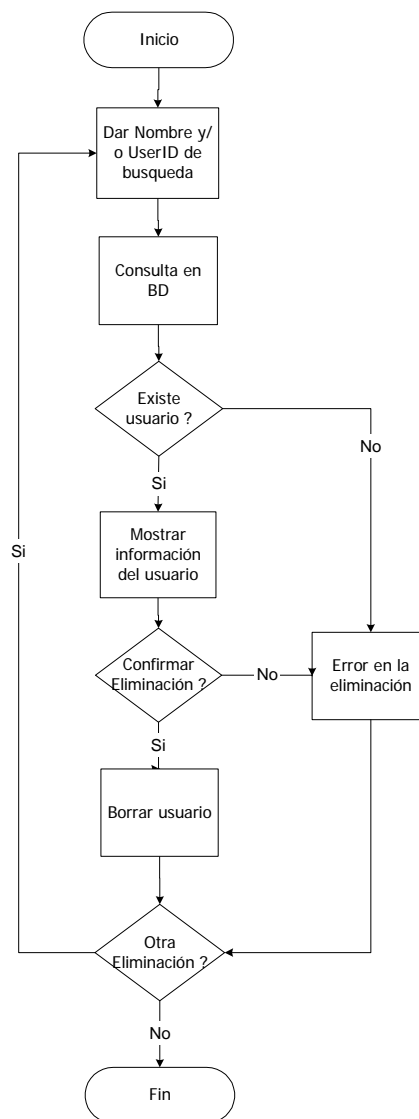 Inicio
Dar Nombre y/
o UserID de
busqueda
Consulta en
BD
Existe
usuario ?
No
Si
Si
Mostrar
información
del usuario
Confirmar
Eliminación ?
No
Error en la
eliminación
Si
Borrar usuario
Otra
Eliminación ?
No
Fin